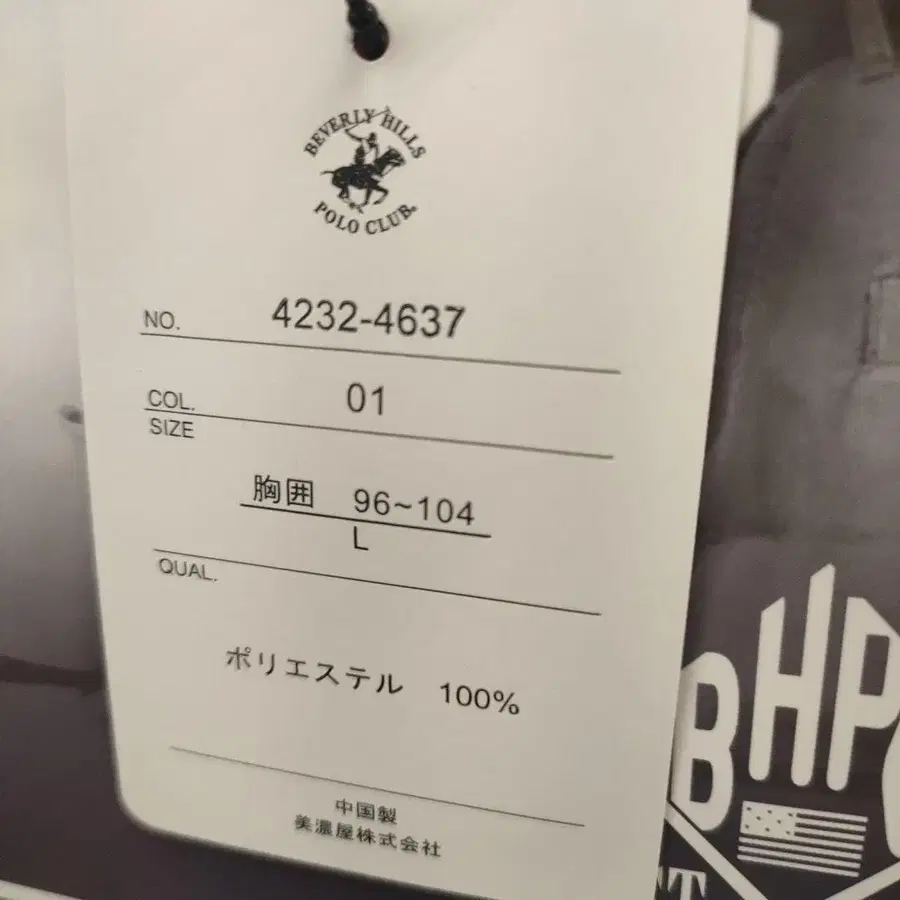 BEVERLY HILLS
POLO CLUB®
NO. 4232-4637
COL. 01
SIZE
胸囲 96~104
L
QUAL.
ポリエステル 100%
中国製
美濃屋株式会社
BHP